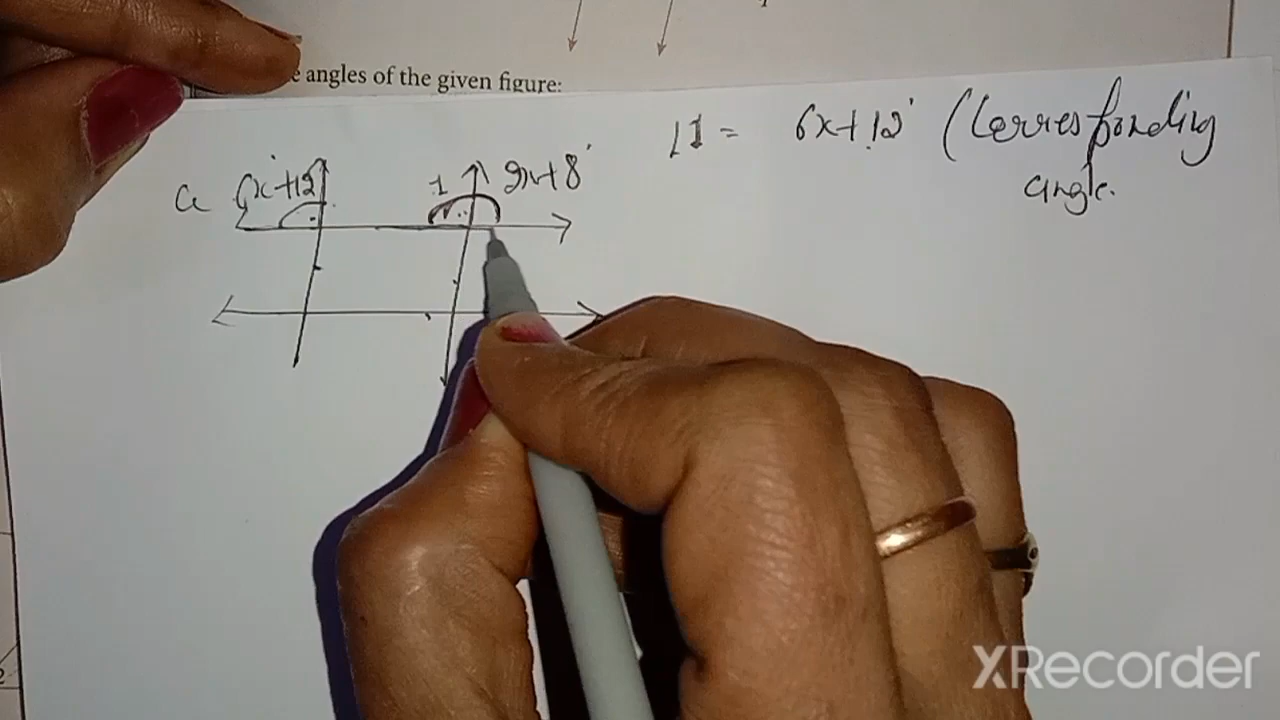 e angles of the given figure:
∠1 = 6x+12° (Corresponding
angle.
a 6x+12
1 9x+8°
XRecorder